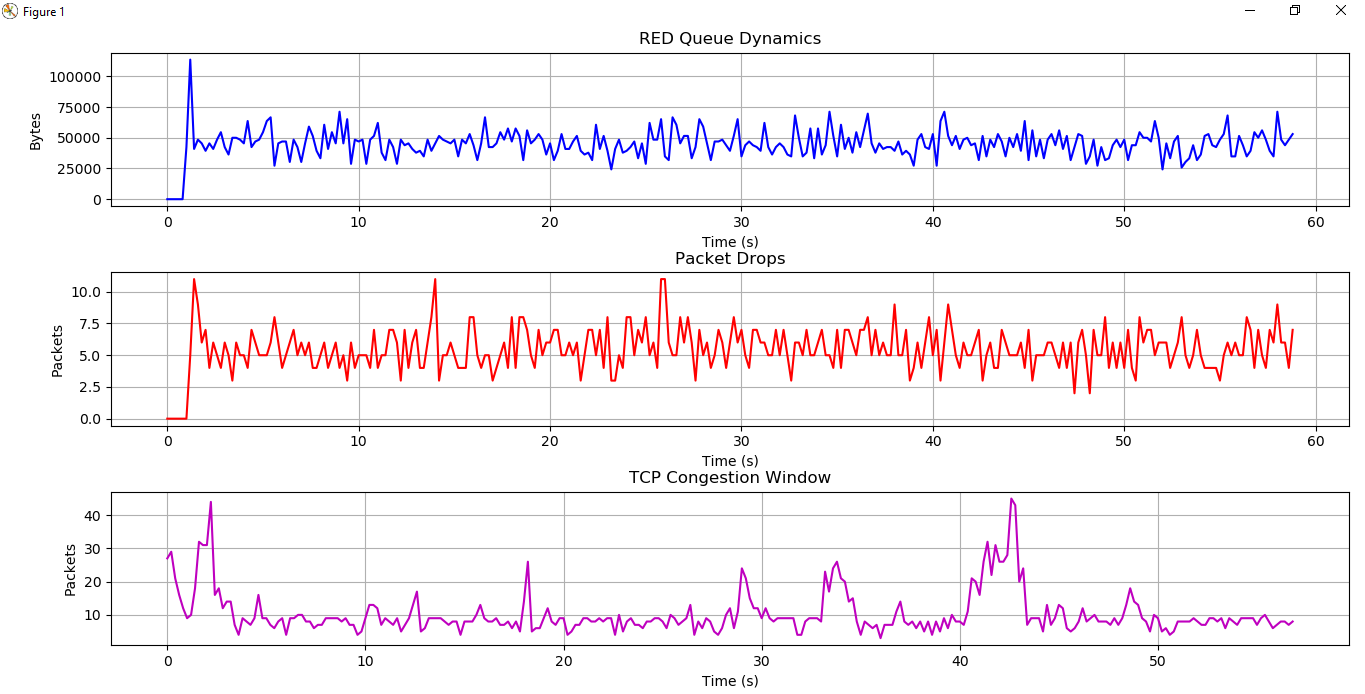 Figure 1
RED Queue Dynamics
Bytes
100000
75000
50000
25000
0
0 10 20 30 40 50 60
Time (s)
Packet Drops
Packets
10.0
7.5
5.0
2.5
0.0
0 10 20 30 40 50 60
Time (s)
TCP Congestion Window
Packets
40
30
20
10
0 10 20 30 40 50
Time (s)